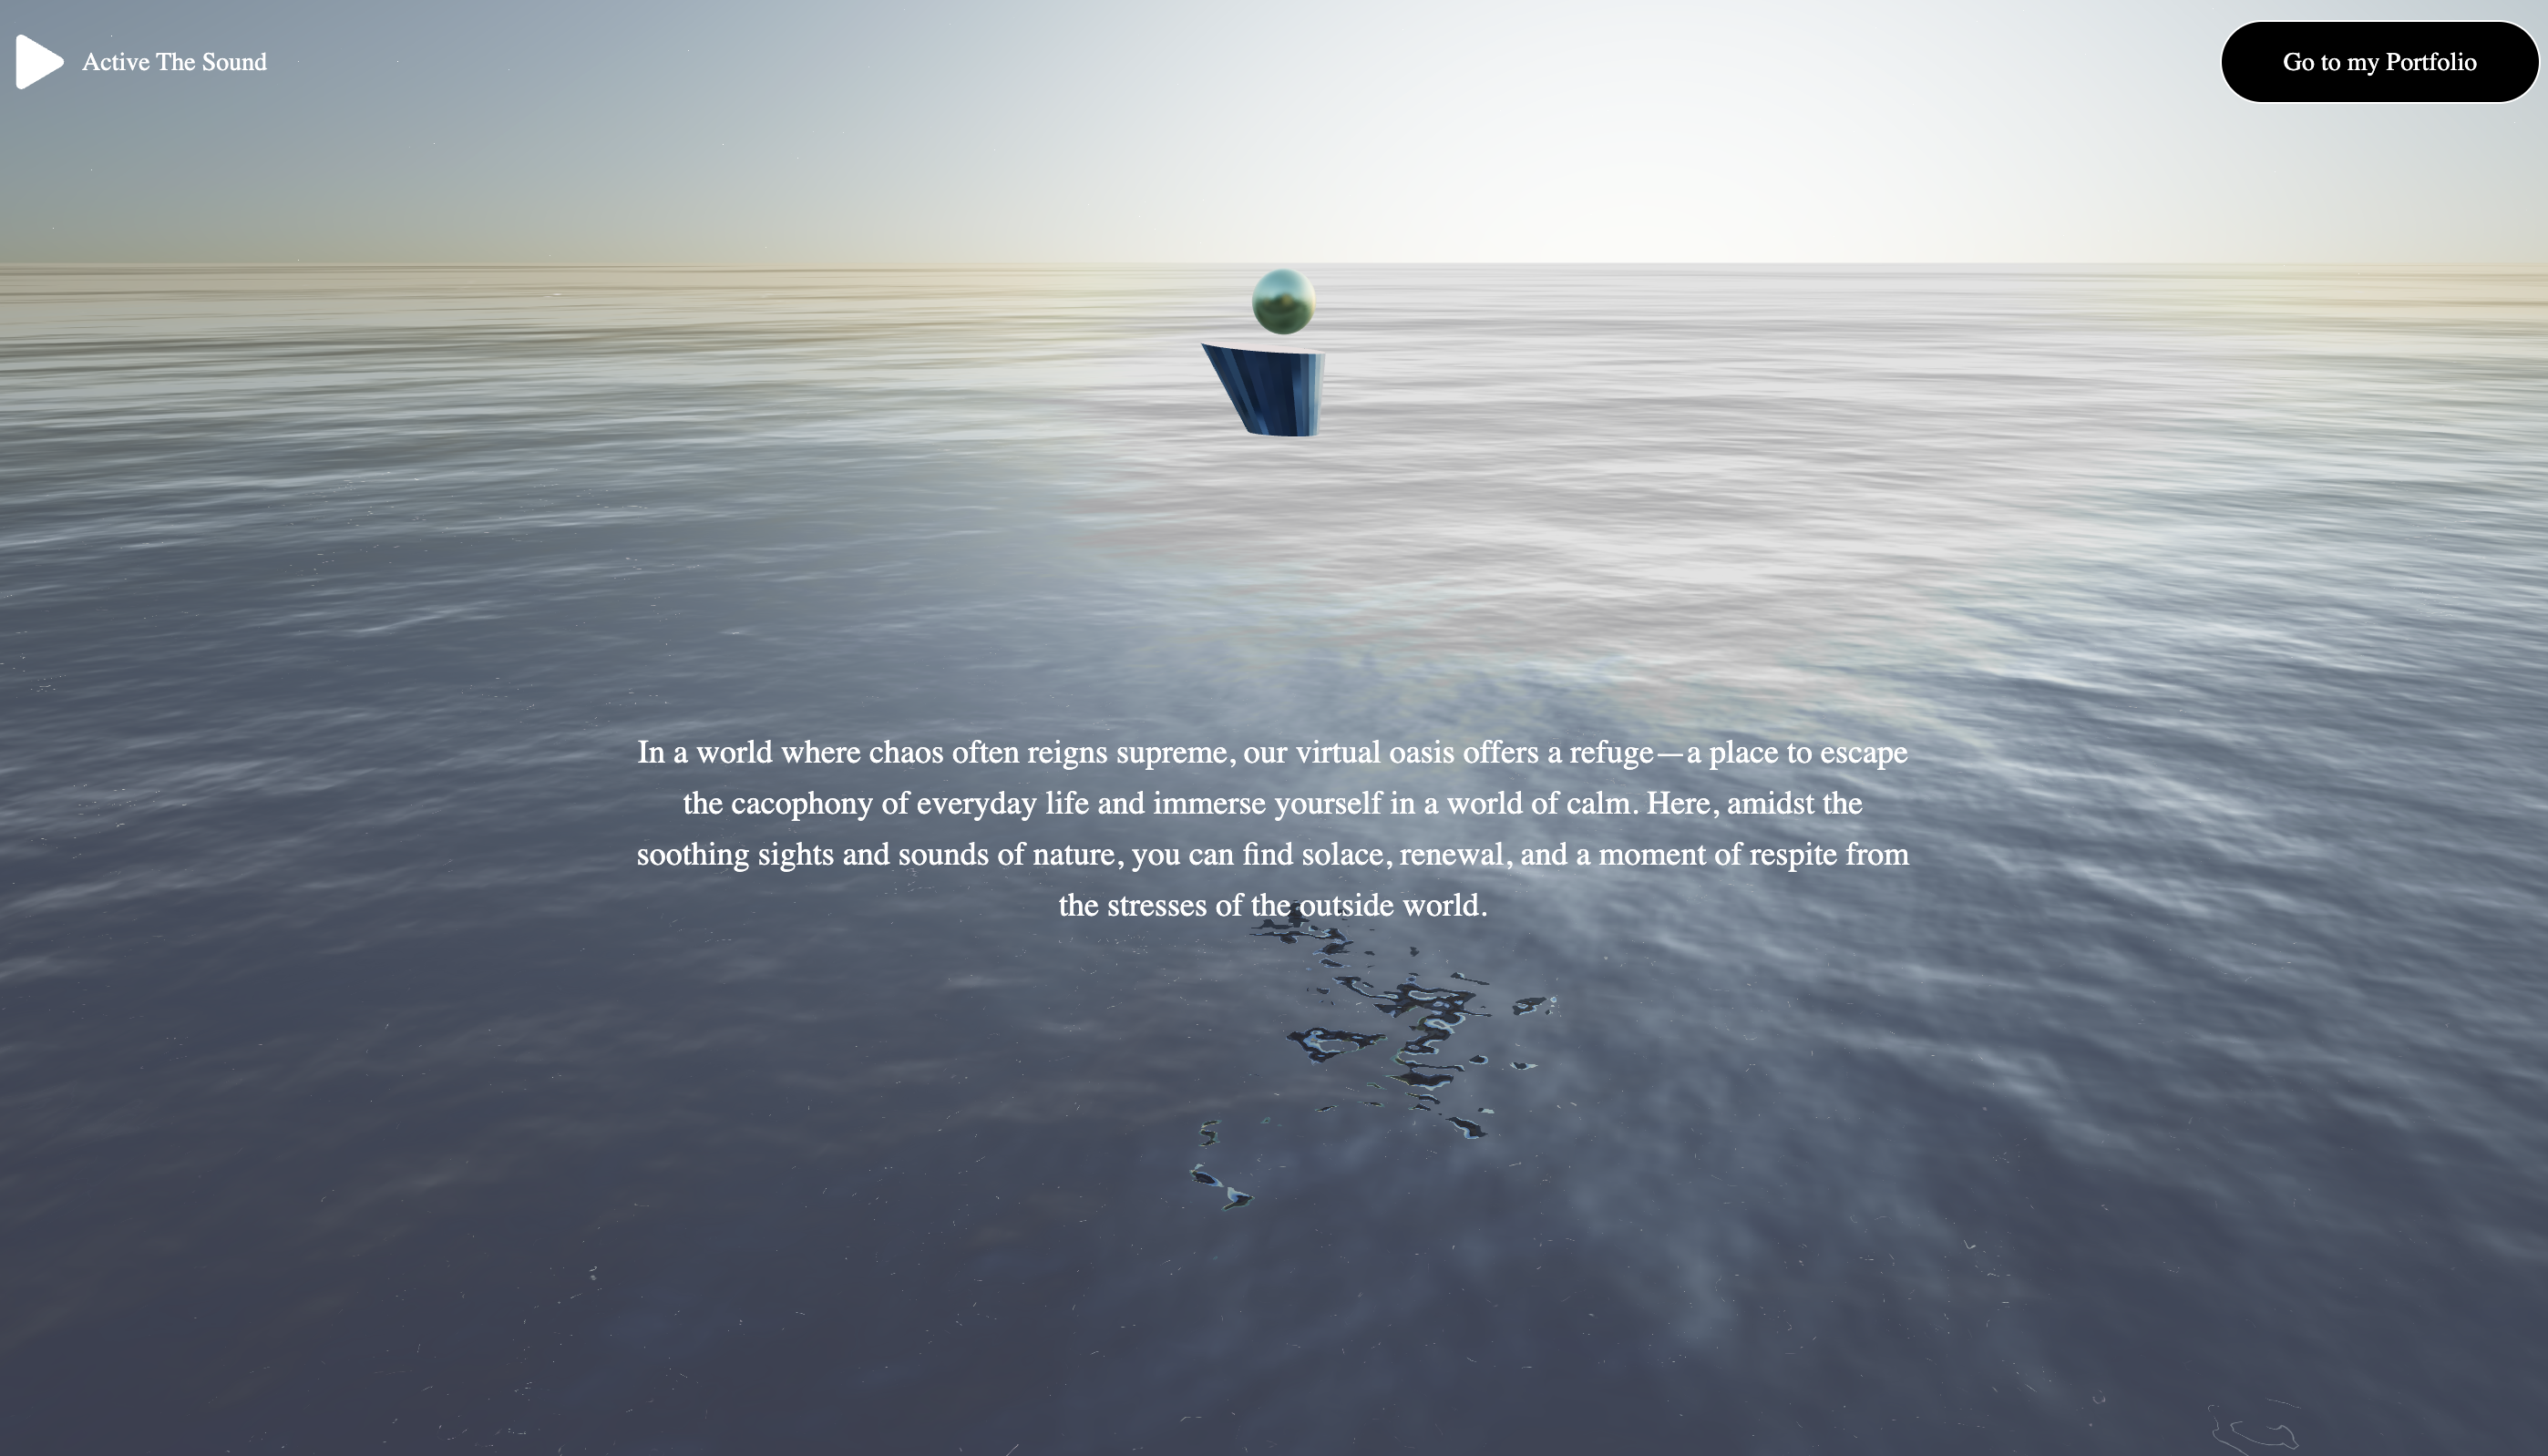 Active The Sound
Go to my Portfolio
In a world where chaos often reigns supreme, our virtual oasis offers a refuge—a place to escape
the cacophony of everyday life and immerse yourself in a world of calm. Here, amidst the
soothing sights and sounds of nature, you can find solace, renewal, and a moment of respite from
the stresses of the outside world.